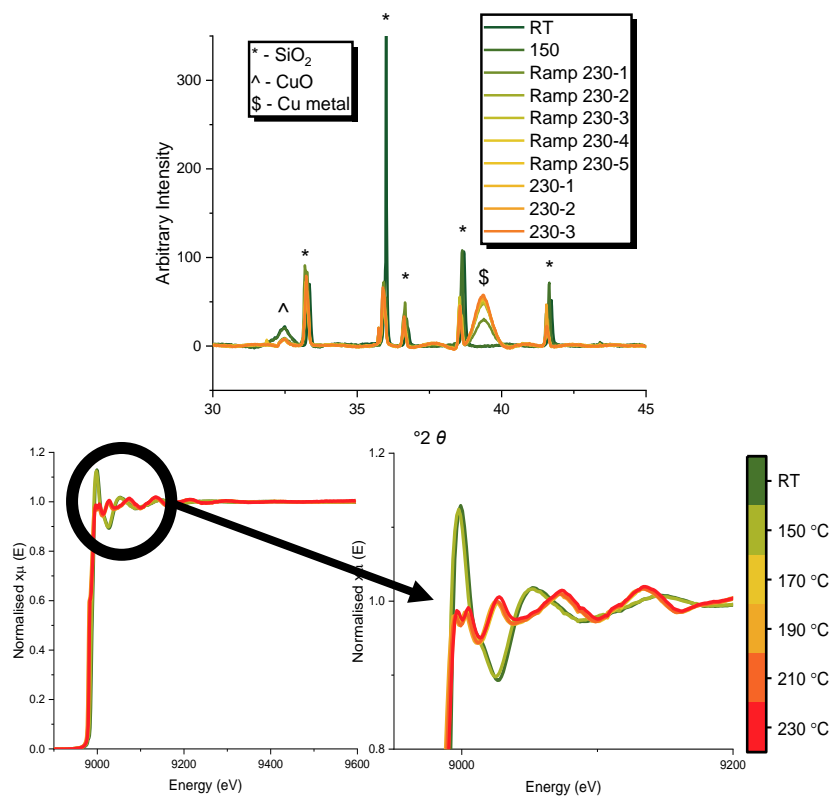 * - SiO₂
^ - CuO
$ - Cu metal
RT
150
Ramp 230-1
Ramp 230-2
Ramp 230-3
Ramp 230-4
Ramp 230-5
230-1
230-2
230-3
*
*
*
*
*
^
$
Arbitrary Intensity
300
200
100
0
30
35
40
45
°2 θ
Normalised xµ (E)
1.2
1.0
0.8
0.6
0.4
0.2
0.0
9000
9200
9400
9600
Energy (eV)
Normalised xµ (E)
1.2
1.0
0.8
9000
9200
Energy (eV)
RT
150 °C
170 °C
190 °C
210 °C
230 °C